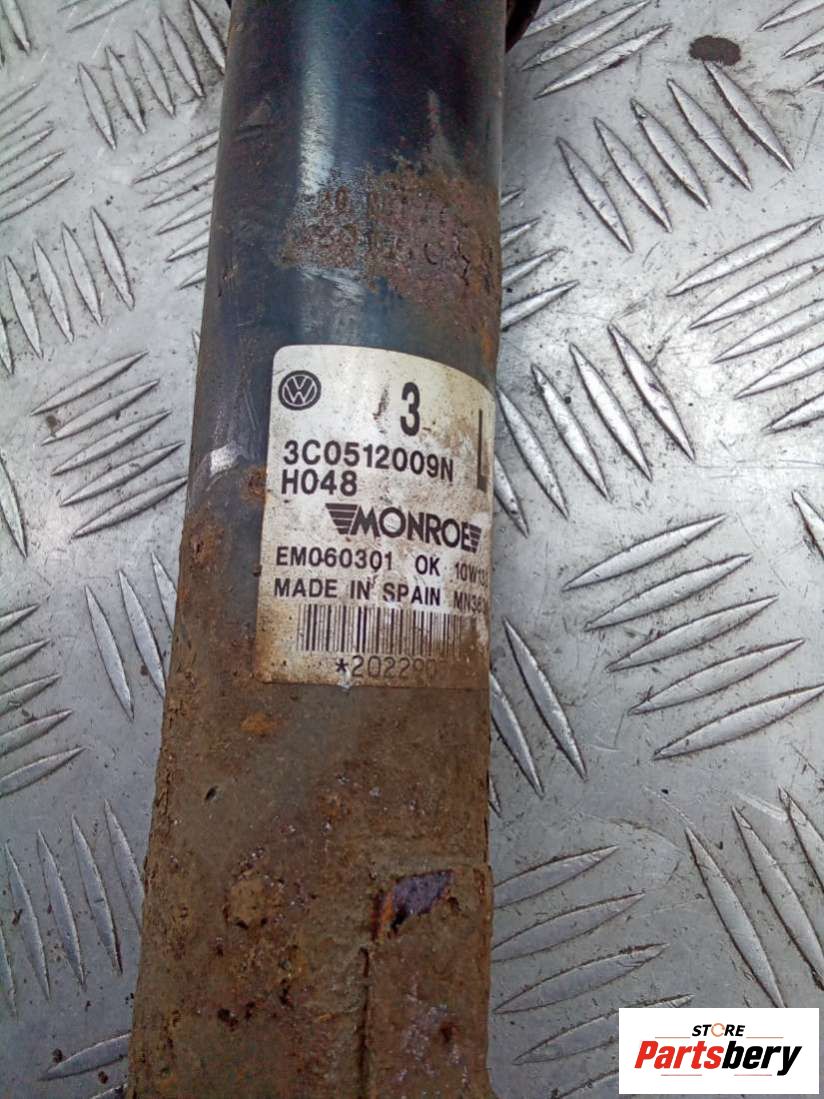 3
L
3C0512009N
H048
MONROE
EM060301 OK
MADE IN SPAIN
STORE
Partsbery